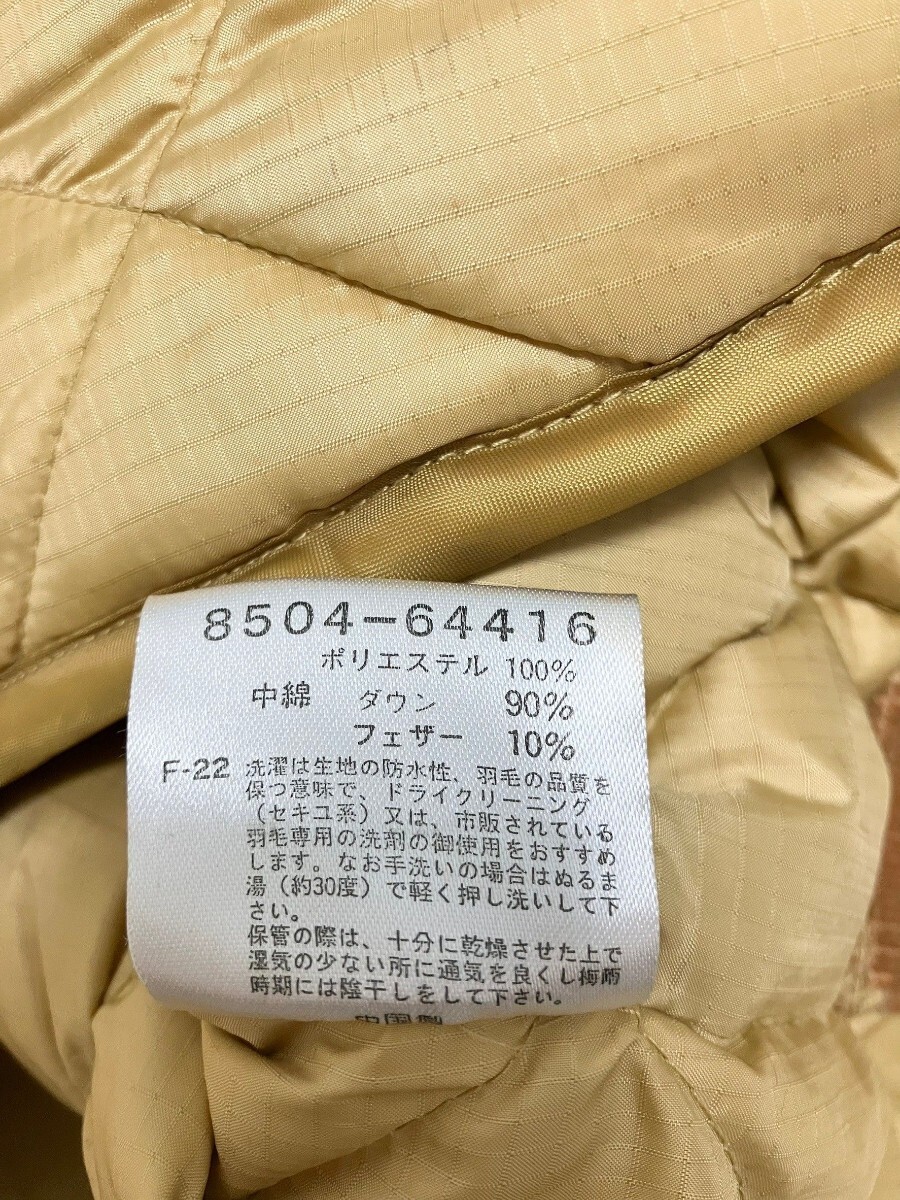 8504-64416
ポリエステル 100%
中綿 ダウン 90%
フェザー 10%
F-22 洗濯は生地の防水性、羽毛の品質を
保つ意味で、ドライクリーニング
(セキユ系)又は、市販されている
羽毛専用の洗剤の御使用をおすすめ
します。なお手洗いの場合はぬるま
湯(約30度)で軽く押し洗いして下
さい。
保管の際は、十分に乾燥させた上で
湿気の少ない所に通気を良くし梅雨
時期には陰干しをして下さい。
中国製